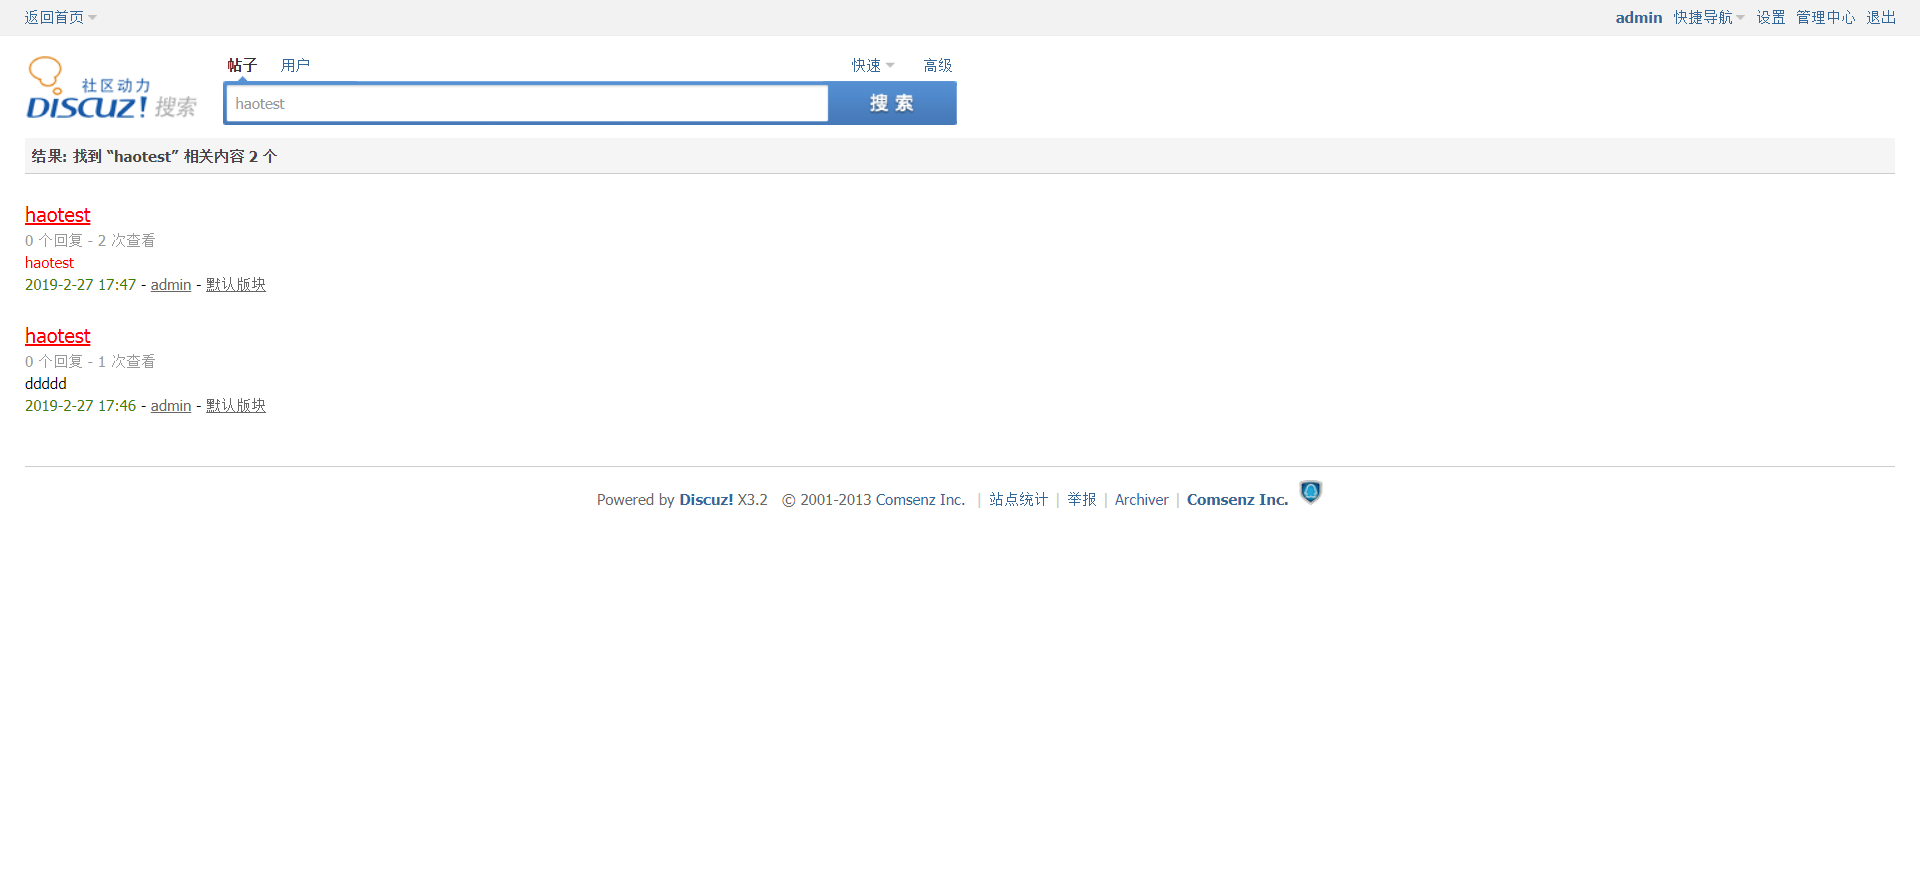 返回首页 admin 快捷导航 设置 管理中心 退出
社区动力 DISCUZ! 搜索
帖子 用户 快速 高级
haotest 搜索
结果: 找到 “haotest” 相关内容 2 个
haotest
0 个回复 - 2 次查看
haotest
2019-2-27 17:47 - admin - 默认版块
haotest
0 个回复 - 1 次查看
ddddd
2019-2-27 17:46 - admin - 默认版块
Powered by Discuz! X3.2 © 2001-2013 Comsenz Inc. | 站点统计 | 举报 | Archiver | Comsenz Inc.